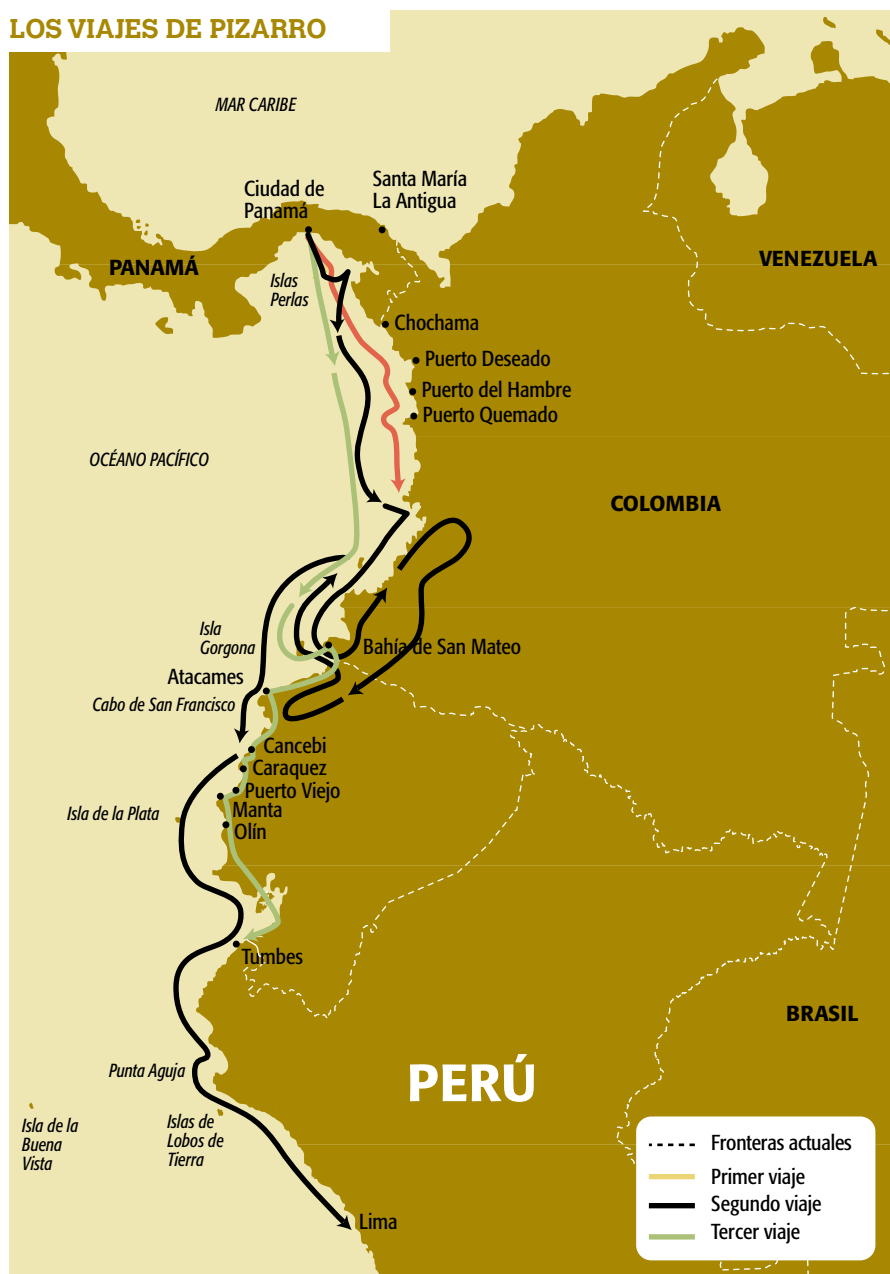 LOS VIAJES DE PIZARRO
MAR CARIBE
Ciudad de
Panamá
Santa María
La Antigua
PANAMÁ
VENEZUELA
Islas
Perlas
Chochama
Puerto Deseado
Puerto del Hambre
Puerto Quemado
OCÉANO PACÍFICO
COLOMBIA
Isla
Gorgona
Bahía de San Mateo
Atacames
Cabo de San Francisco
Cancebi
Caraquez
Puerto Viejo
Isla de la Plata
Manta
Olín
Tumbes
BRASIL
Punta Aguja
PERÚ
Isla de la
Buena
Vista
Islas de
Lobos de
Tierra
Lima
Fronteras actuales
Primer viaje
Segundo viaje
Tercer viaje